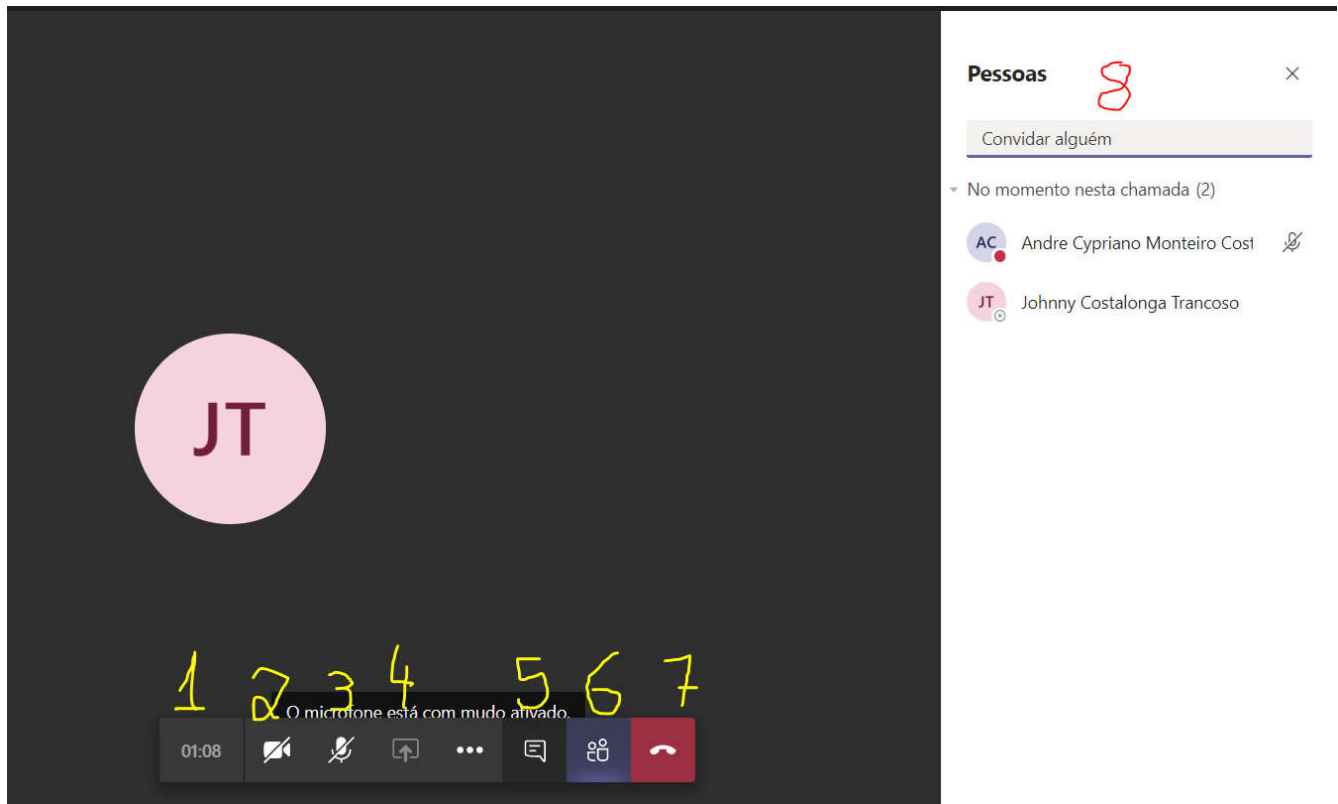 Pessoas 8
Convidar alguém
No momento nesta chamada (2)
AC Andre Cypriano Monteiro Cost
JT Johnny Costalonga Trancoso
JT
1 2 3 4 5 6 7
O microfone está com mudo ativado.
01:08